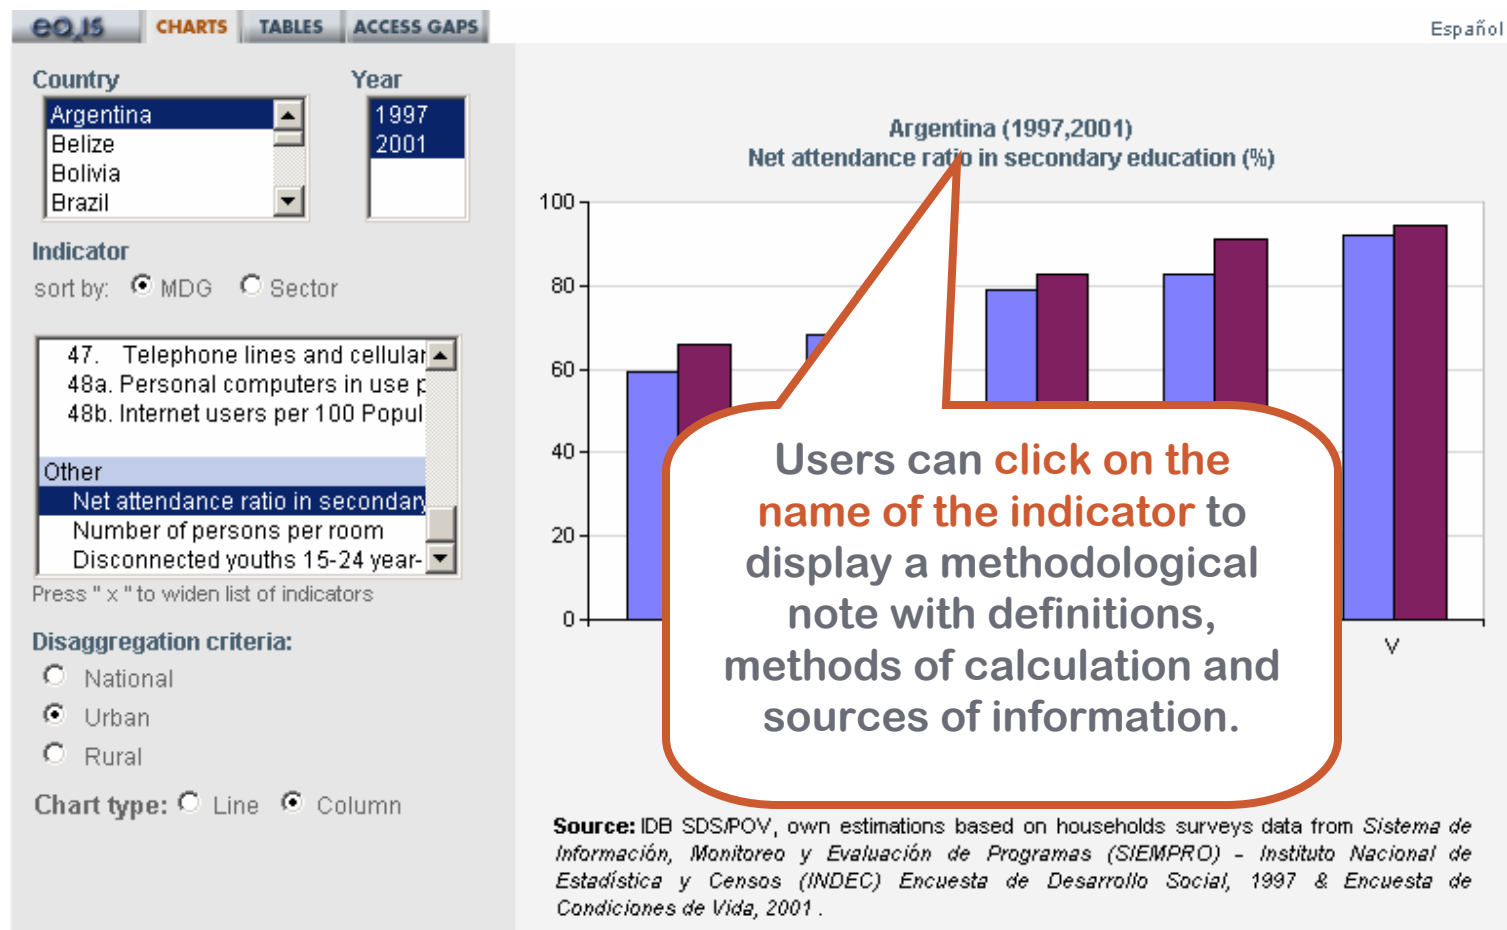 eq.is CHARTS TABLES ACCESS GAPS
Español
Country Year
Argentina
Belize
Bolivia
Brazil
1997
2001
Indicator
sort by: MDG Sector
47. Telephone lines and cellular
48a. Personal computers in use p
48b. Internet users per 100 Popul
Other
Net attendance ratio in secondary
Number of persons per room
Disconnected youths 15-24 year-
Press " x " to widen list of indicators
Disaggregation criteria:
National
Urban
Rural
Chart type: Line Column
Argentina (1997,2001)
Net attendance ratio in secondary education (%)
100
80
60
40
20
0
V
Users can click on the
name of the indicator to
display a methodological
note with definitions,
methods of calculation and
sources of information.
Source: IDB SDS/POV, own estimations based on households surveys data from Sistema de
Información, Monitoreo y Evaluación de Programas (SIEMPRO) - Instituto Nacional de
Estadística y Censos (INDEC) Encuesta de Desarrollo Social, 1997 & Encuesta de
Condiciones de Vida, 2001 .